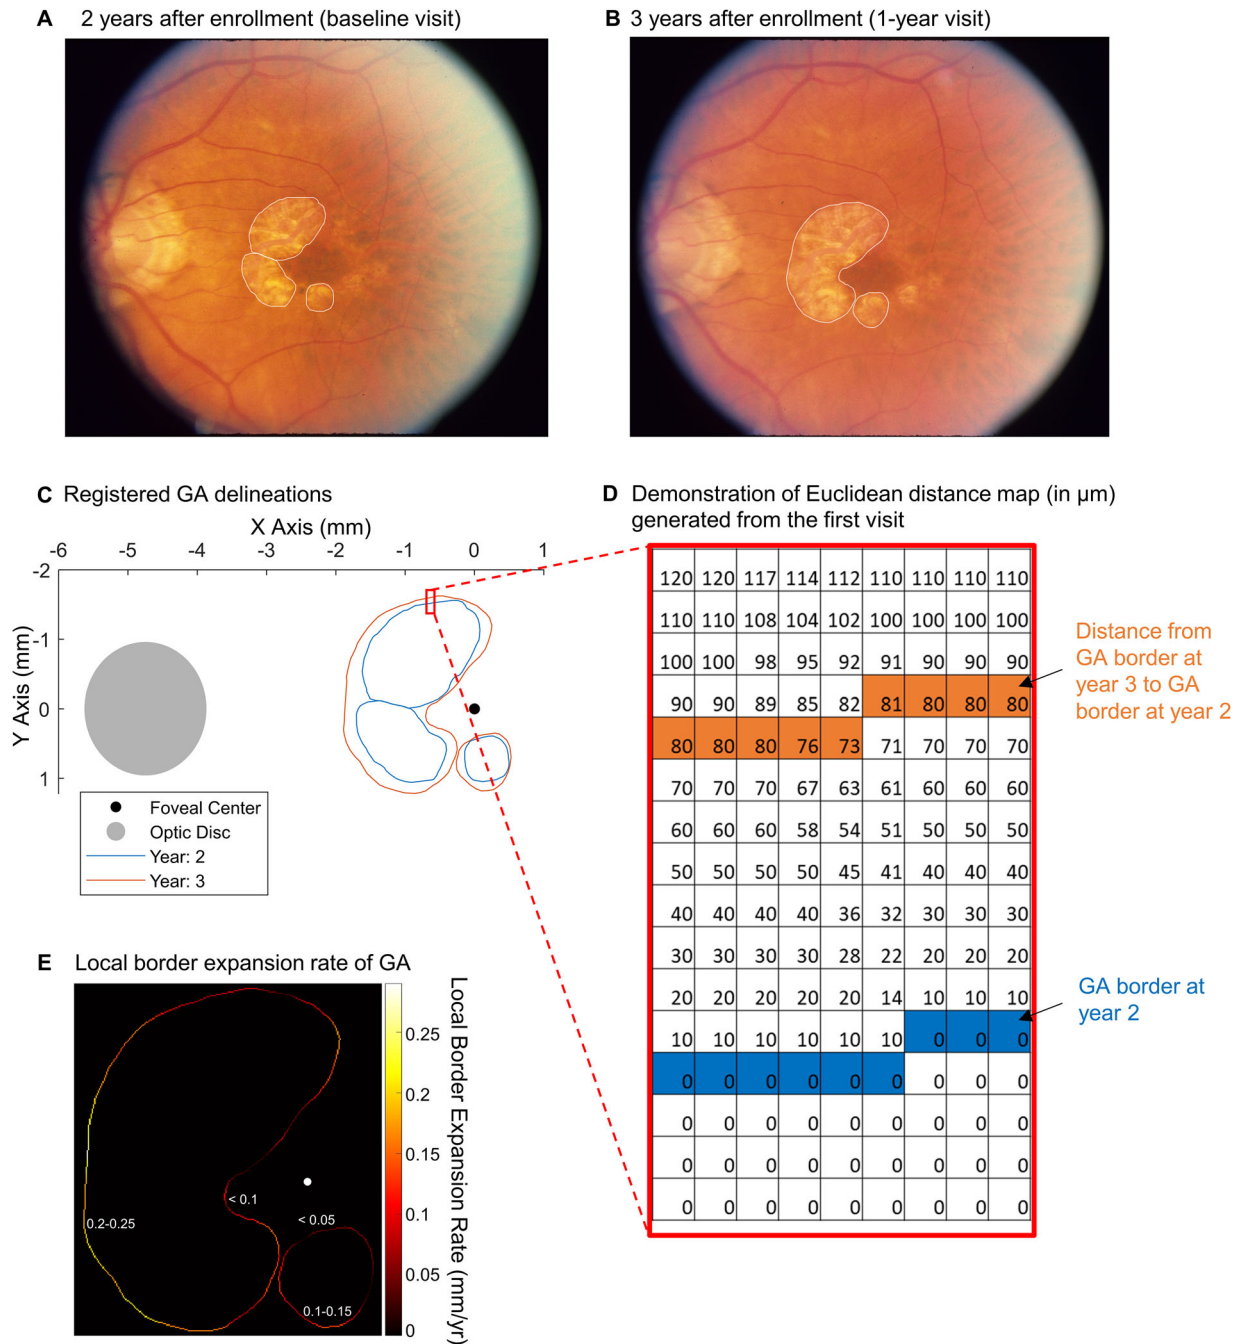 A 2 years after enrollment (baseline visit)
B 3 years after enrollment (1-year visit)
C Registered GA delineations
X Axis (mm)
-6 -5 -4 -3 -2 -1 0 1
Y Axis (mm)
-2
-1
0
1
Foveal Center
Optic Disc
Year: 2
Year: 3
D Demonstration of Euclidean distance map (in µm)
generated from the first visit
120 120 117 114 112 110 110 110 110
110 110 108 104 102 100 100 100 100
100 100 98 95 92 91 90 90 90
90 90 89 85 82 81 80 80 80
80 80 80 76 73 71 70 70 70
70 70 70 67 63 61 60 60 60
60 60 60 58 54 51 50 50 50
50 50 50 50 45 41 40 40 40
40 40 40 40 36 32 30 30 30
30 30 30 30 28 22 20 20 20
20 20 20 20 20 14 10 10 10
10 10 10 10 10 10 0 0 0
0 0 0 0 0 0 0 0 0
0 0 0 0 0 0 0 0 0
0 0 0 0 0 0 0 0 0
0 0 0 0 0 0 0 0 0
Distance from
GA border at
year 3 to GA
border at year 2
GA border at
year 2
E Local border expansion rate of GA
< 0.1
< 0.05
0.2-0.25
0.1-0.15
0.25
0.2
0.15
0.1
0.05
0
Local Border Expansion Rate (mm/yr)